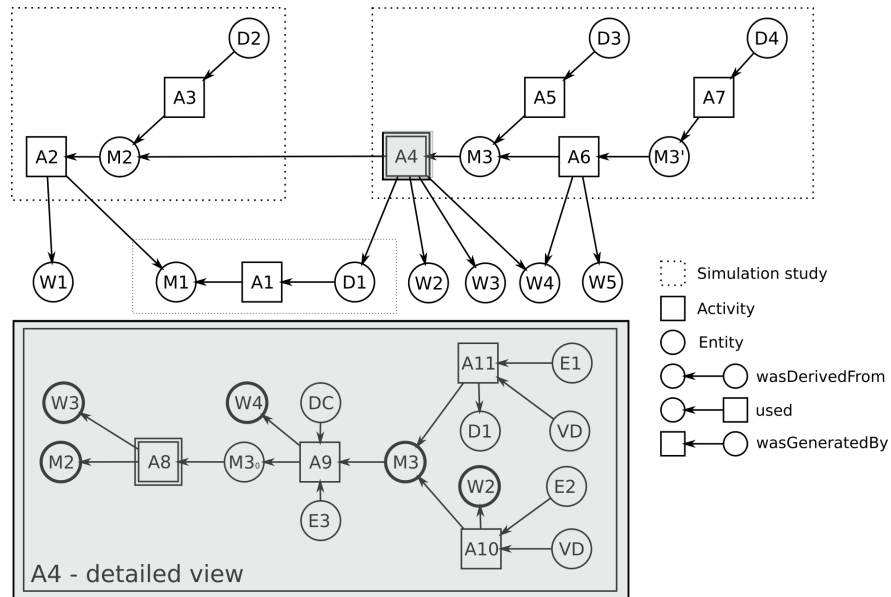 D2
D3
D4
A3
A5
A7
A2
M2
A4
M3
A6
M3'
W1
M1
A1
D1
W2
W3
W4
W5
Simulation study
Activity
Entity
wasDerivedFrom
used
wasGeneratedBy
A11
E1
W3
W4
DC
D1
VD
M2
A8
M3₀
A9
M3
W2
E2
E3
A10
VD
A4 - detailed view